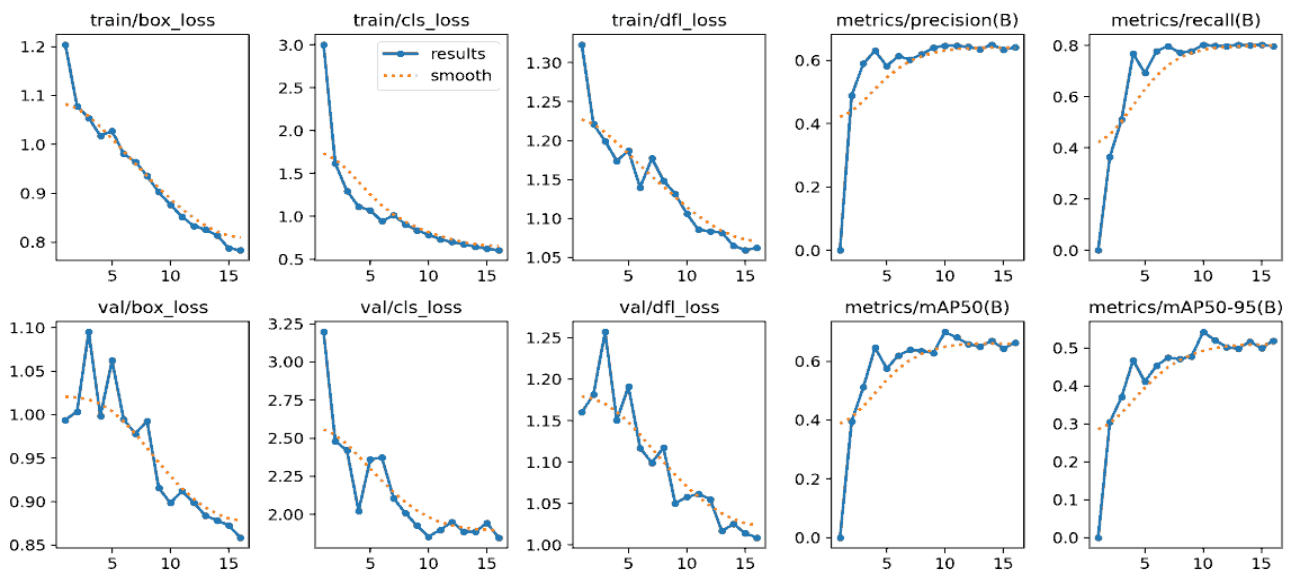 train/box_loss
train/cls_loss
train/dfl_loss
metrics/precision(B)
metrics/recall(B)
1.2
1.1
1.0
0.9
0.8
5 10 15
3.0
2.5
2.0
1.5
1.0
0.5
results
smooth
5 10 15
1.30
1.25
1.20
1.15
1.10
1.05
5 10 15
0.6
0.4
0.2
0.0
5 10 15
0.8
0.6
0.4
0.2
0.0
5 10 15
val/box_loss
val/cls_loss
val/dfl_loss
metrics/mAP50(B)
metrics/mAP50-95(B)
1.10
1.05
1.00
0.95
0.90
0.85
5 10 15
3.25
3.00
2.75
2.50
2.25
2.00
5 10 15
1.25
1.20
1.15
1.10
1.05
1.00
5 10 15
0.6
0.4
0.2
0.0
5 10 15
0.5
0.4
0.3
0.2
0.1
0.0
5 10 15